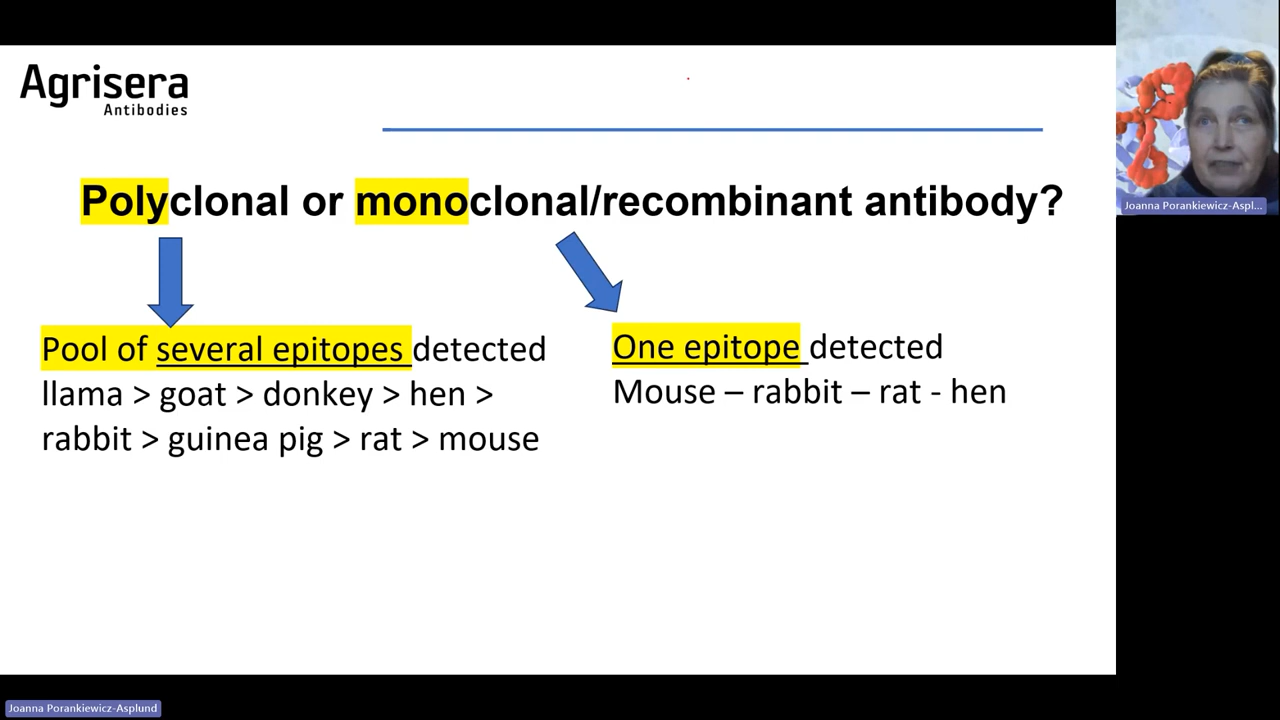 Agrisera
Antibodies
Polyclonal or monoclonal/recombinant antibody?
Pool of several epitopes detected
llama > goat > donkey > hen >
rabbit > guinea pig > rat > mouse
One epitope detected
Mouse – rabbit – rat - hen
Joanna Porankiewicz-Aspl...
Joanna Porankiewicz-Asplund